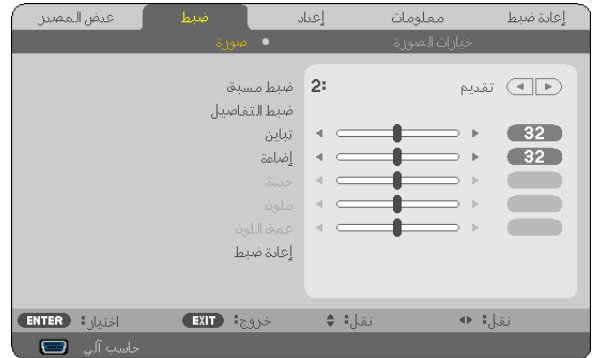 عرض المصدر ضبط إعداد معلومات إعادة ضبط
صورة ● خيارات الصورة
ضبط مسبق 2: تقديم
ضبط التفاصيل
تباين 32
إضاءة 32
حدة
ملون
عمق اللون
إعادة ضبط
ENTER اختيار: EXIT خروج: نقل: نقل:
حاسب آلي